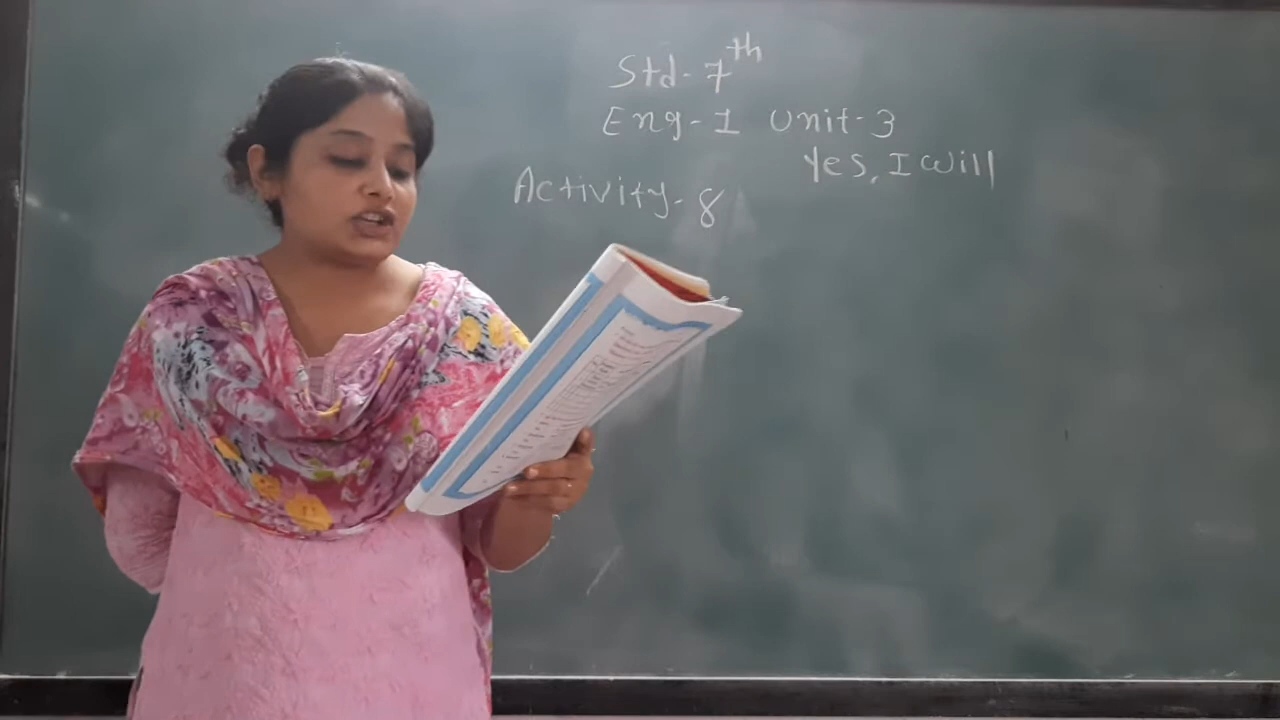 Std-7th
Eng-1 Unit-3
Yes, I will
Activity-8